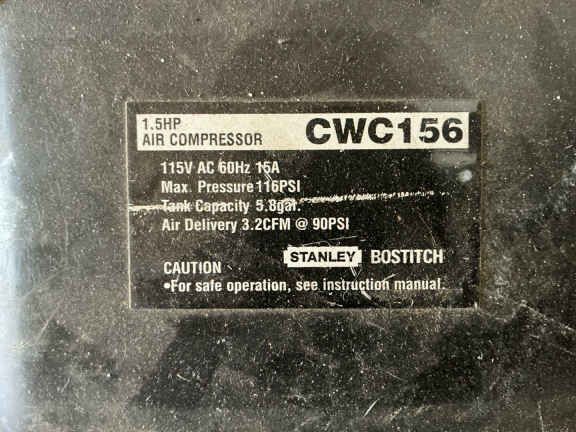 1.5HP
AIR COMPRESSOR CWC156
115V AC 60Hz 15A
Max. Pressure 116PSI
Tank Capacity 5.8gal.
Air Delivery 3.2CFM @ 90PSI
STANLEY BOSTITCH
CAUTION
•For safe operation, see instruction manual.